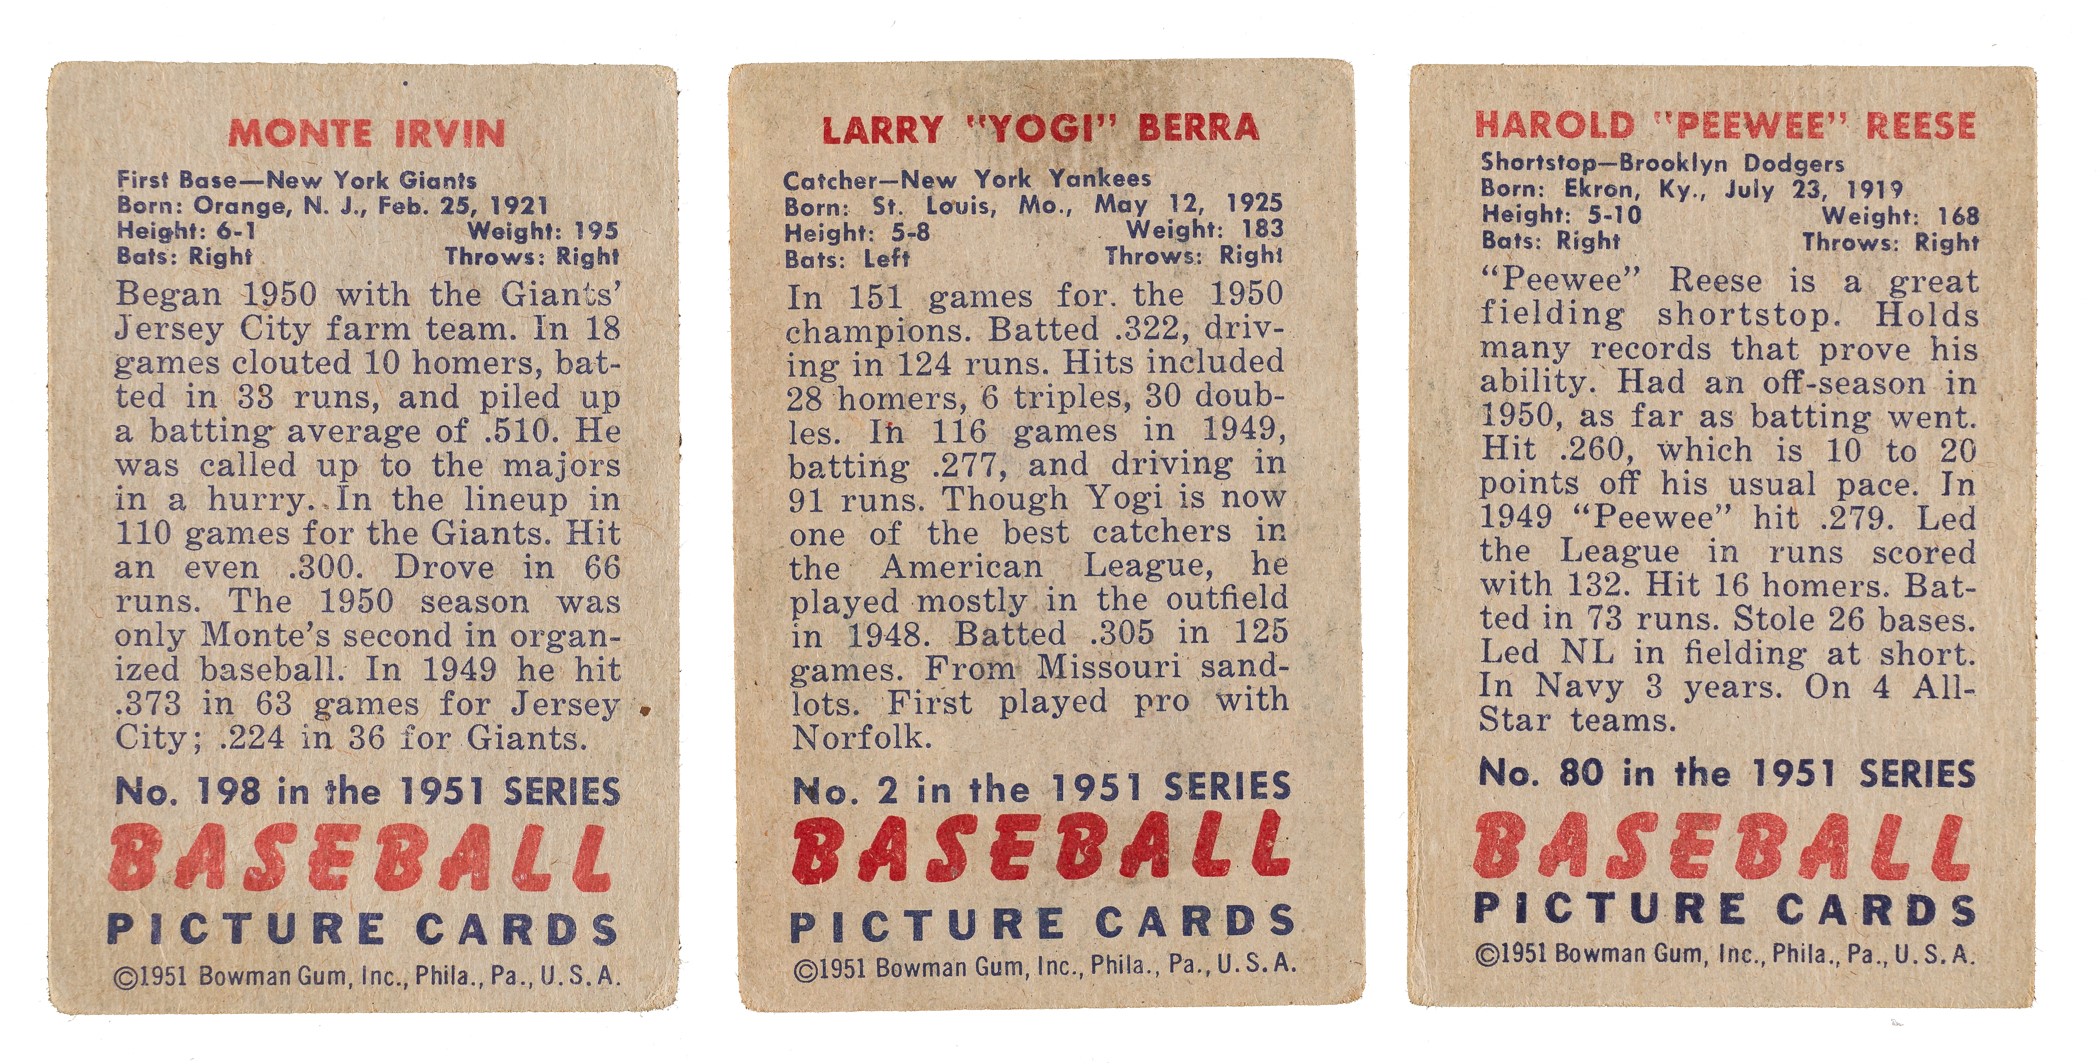 MONTE IRVIN
First Base—New York Giants
Born: Orange, N. J., Feb. 25, 1921
Height: 6-1 Weight: 195
Bats: Right Throws: Right
Began 1950 with the Giants'
Jersey City farm team. In 18
games clouted 10 homers, bat-
ted in 33 runs, and piled up
a batting average of .510. He
was called up to the majors
in a hurry. In the lineup in
110 games for the Giants. Hit
an even .300. Drove in 66
runs. The 1950 season was
only Monte's second in organ-
ized baseball. In 1949 he hit
.373 in 63 games for Jersey
City; .224 in 36 for Giants.
No. 198 in the 1951 SERIES
BASEBALL
PICTURE CARDS
©1951 Bowman Gum, Inc., Phila., Pa., U. S. A.
LARRY "YOGI" BERRA
Catcher—New York Yankees
Born: St. Louis, Mo., May 12, 1925
Height: 5-8 Weight: 183
Bats: Left Throws: Right
In 151 games for the 1950
champions. Batted .322, driv-
ing in 124 runs. Hits included
28 homers, 6 triples, 30 doub-
les. In 116 games in 1949,
batting .277, and driving in
91 runs. Though Yogi is now
one of the best catchers in
the American League, he
played mostly in the outfield
in 1948. Batted .305 in 125
games. From Missouri sand-
lots. First played pro with
Norfolk.
No. 2 in the 1951 SERIES
BASEBALL
PICTURE CARDS
©1951 Bowman Gum, Inc., Phila., Pa., U. S. A.
HAROLD "PEEWEE" REESE
Shortstop—Brooklyn Dodgers
Born: Ekron, Ky., July 23, 1919
Height: 5-10 Weight: 168
Bats: Right Throws: Right
"Peewee" Reese is a great
fielding shortstop. Holds
many records that prove his
ability. Had an off-season in
1950, as far as batting went.
Hit .260, which is 10 to 20
points off his usual pace. In
1949 "Peewee" hit .279. Led
the League in runs scored
with 132. Hit 16 homers. Bat-
ted in 73 runs. Stole 26 bases.
Led NL in fielding at short.
In Navy 3 years. On 4 All-
Star teams.
No. 80 in the 1951 SERIES
BASEBALL
PICTURE CARDS
©1951 Bowman Gum, Inc., Phila., Pa., U. S. A.